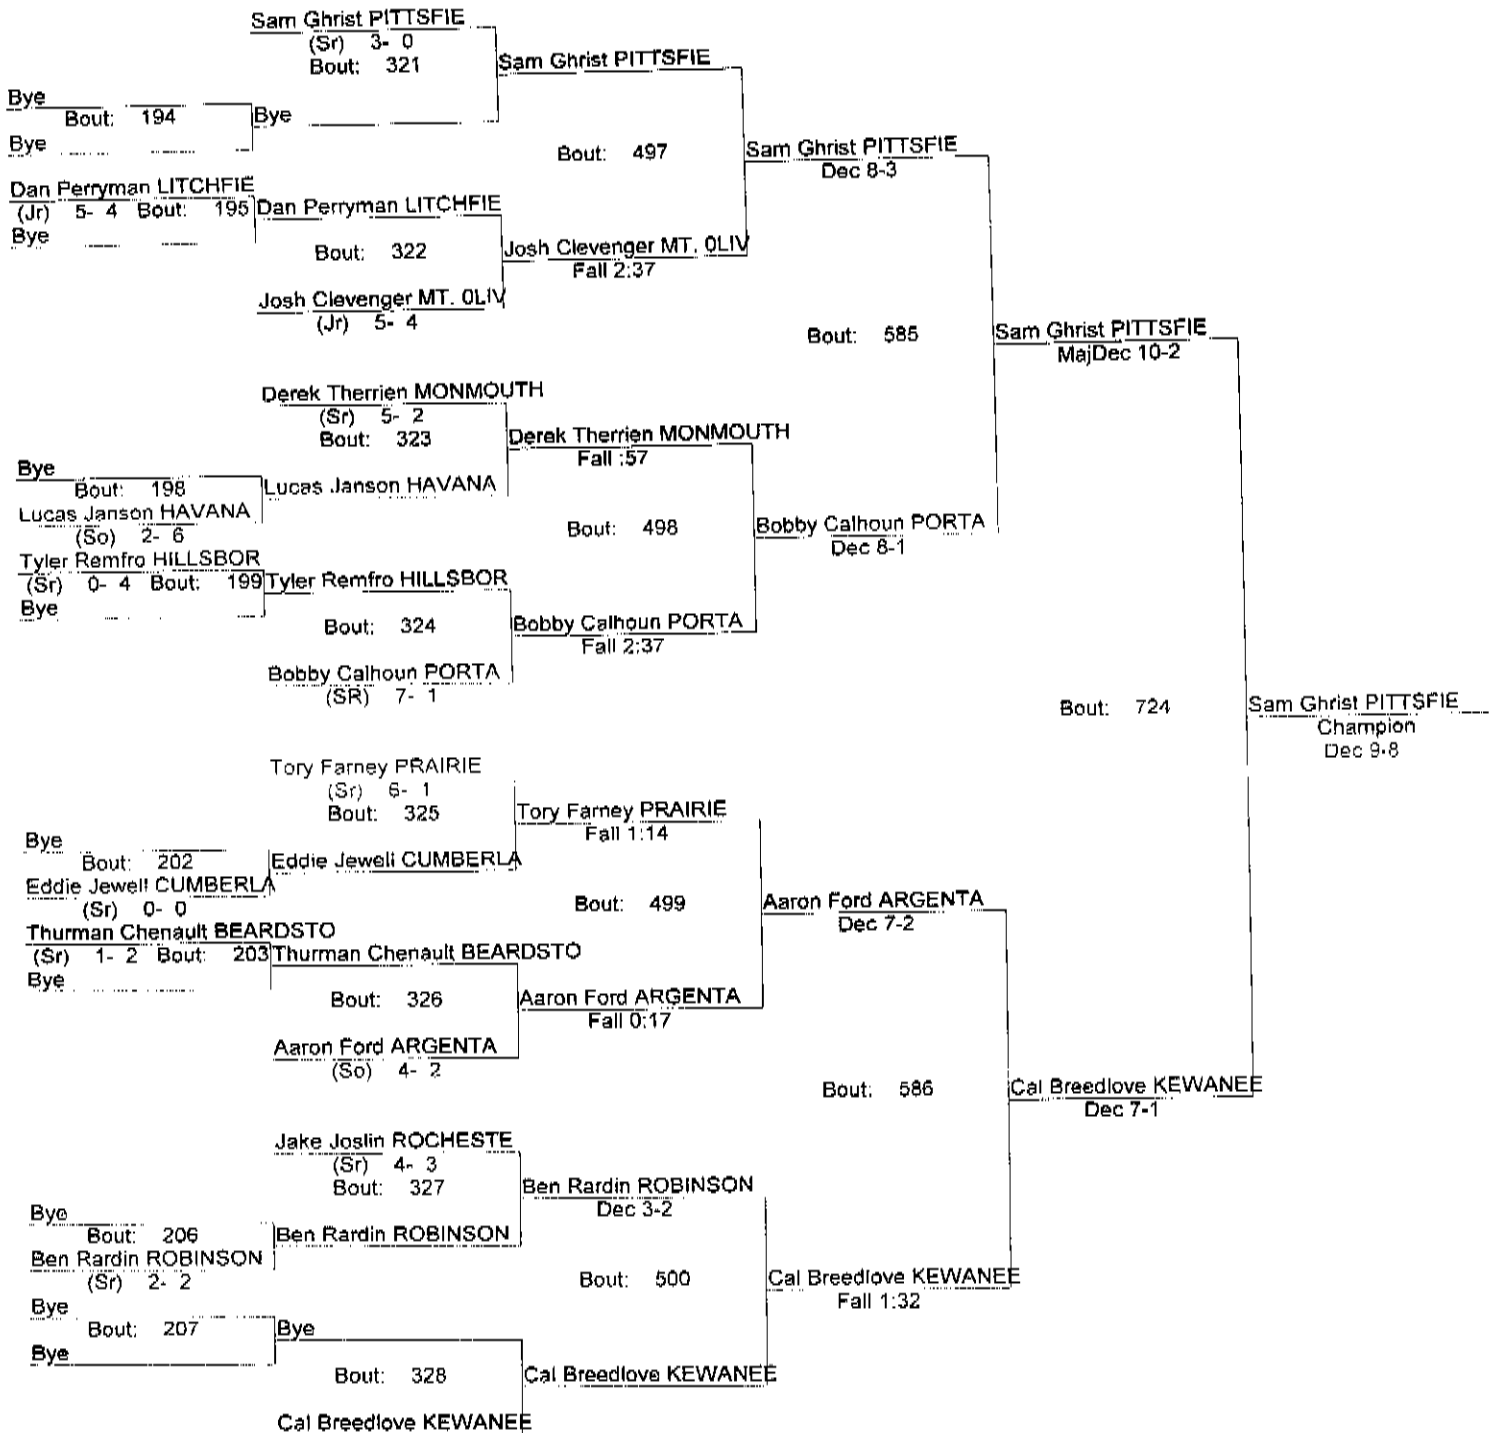 Sam Ghrist PITTSFIE
(Sr) 3- 0
Bout: 321
Sam Ghrist PITTSFIE
Bye
Bout: 194
Bye
Bye
Bout: 497
Sam Ghrist PITTSFIE
Dec 8-3
Dan Perryman LITCHFIE
(Jr) 5- 4 Bout: 195
Dan Perryman LITCHFIE
Bye
Bout: 322
Josh Clevenger MT. 0LIV
Fall 2:37
Josh Clevenger MT. 0LIV
(Jr) 5- 4
Bout: 585
Sam Ghrist PITTSFIE
MajDec 10-2
Derek Therrien MONMOUTH
(Sr) 5- 2
Bout: 323
Derek Therrien MONMOUTH
Fall :57
Bye
Bout: 198
Lucas Janson HAVANA
Lucas Janson HAVANA
(So) 2- 6
Bout: 498
Bobby Calhoun PORTA
Dec 8-1
Tyler Remfro HILLSBOR
(Sr) 0- 4 Bout: 199
Tyler Remfro HILLSBOR
Bye
Bout: 324
Bobby Calhoun PORTA
Fall 2:37
Bobby Calhoun PORTA
(SR) 7- 1
Bout: 724
Sam Ghrist PITTSFIE
Champion
Dec 9-8
Tory Farney PRAIRIE
(Sr) 6- 1
Bout: 325
Tory Farney PRAIRIE
Fall 1:14
Bye
Bout: 202
Eddie Jewell CUMBERLA
Eddie Jewell CUMBERLA
(Sr) 0- 0
Bout: 499
Aaron Ford ARGENTA
Dec 7-2
Thurman Chenault BEARDSTO
(Sr) 1- 2 Bout: 203
Thurman Chenault BEARDSTO
Bye
Bout: 326
Aaron Ford ARGENTA
Fall 0:17
Aaron Ford ARGENTA
(So) 4- 2
Bout: 586
Cal Breedlove KEWANEE
Dec 7-1
Jake Joslin ROCHESTE
(Sr) 4- 3
Bout: 327
Ben Rardin ROBINSON
Dec 3-2
Bye
Bout: 206
Ben Rardin ROBINSON
Ben Rardin ROBINSON
(Sr) 2- 2
Bout: 500
Cal Breedlove KEWANEE
Fall 1:32
Bye
Bout: 207
Bye
Bye
Bout: 328
Cal Breedlove KEWANEE
Cal Breedlove KEWANEE